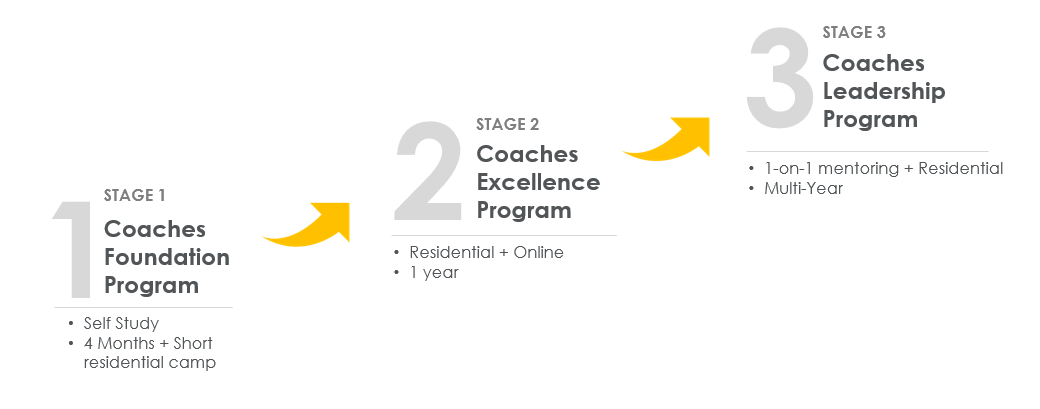 1
STAGE 1
Coaches
Foundation
Program
• Self Study
• 4 Months + Short
residential camp
2
STAGE 2
Coaches
Excellence
Program
• Residential + Online
• 1 year
3
STAGE 3
Coaches
Leadership
Program
• 1-on-1 mentoring + Residential
• Multi-Year